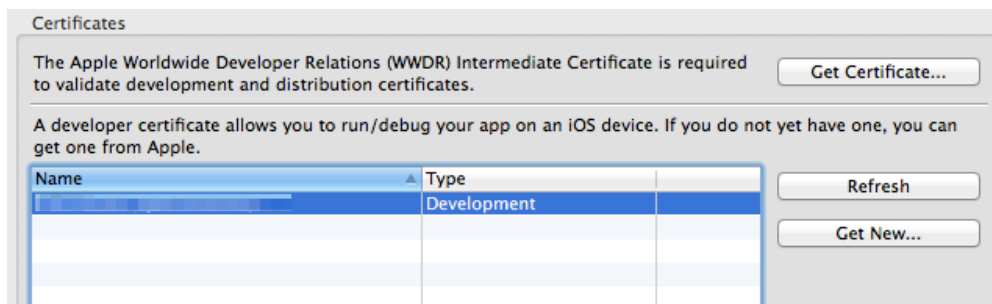 Certificates
The Apple Worldwide Developer Relations (WWDR) Intermediate Certificate is required
to validate development and distribution certificates.
Get Certificate...
A developer certificate allows you to run/debug your app on an iOS device. If you do not yet have one, you can
get one from Apple.
Name Type
Refresh
Development
Get New...